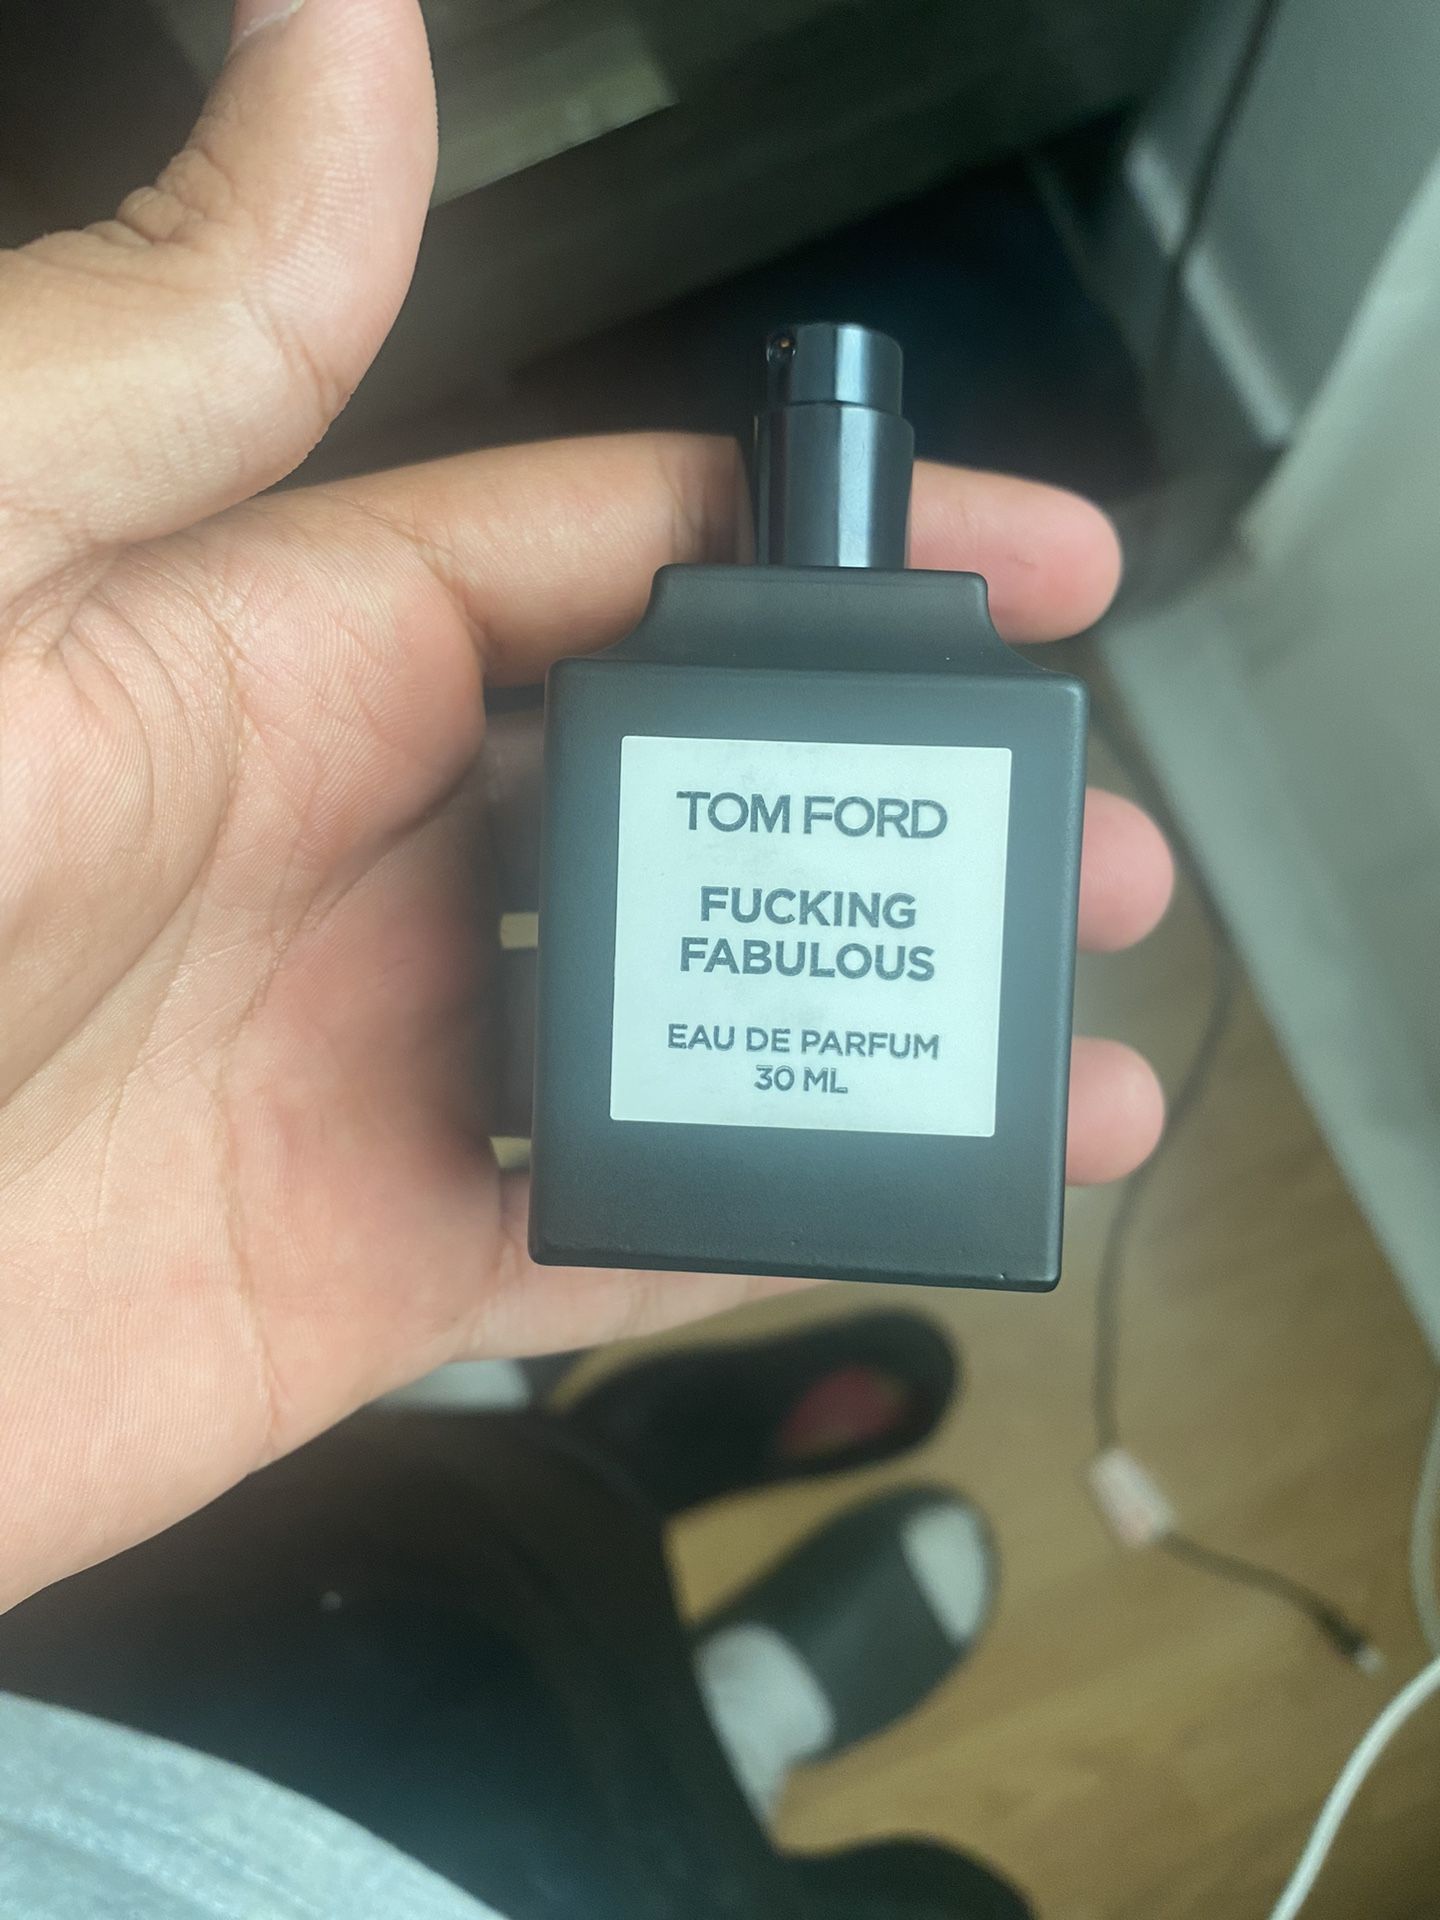 TOM FORD
FUCKING
FABULOUS
EAU DE PARFUM
30 ML